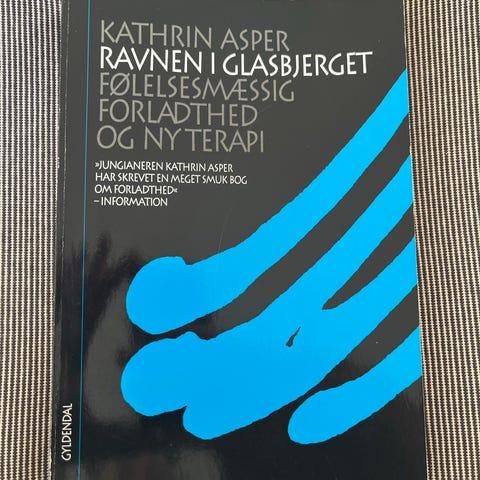 KATHRIN ASPER
RAVNEN I GLASBJERGET
FØLELSESMÆSSIG
FORLADTHED
OG NY TERAPI
»JUNGIANEREN KATHRIN ASPER
HAR SKREVET EN MEGET SMUK BOG
OM FORLADTHED«
– INFORMATION
GYLDENDAL